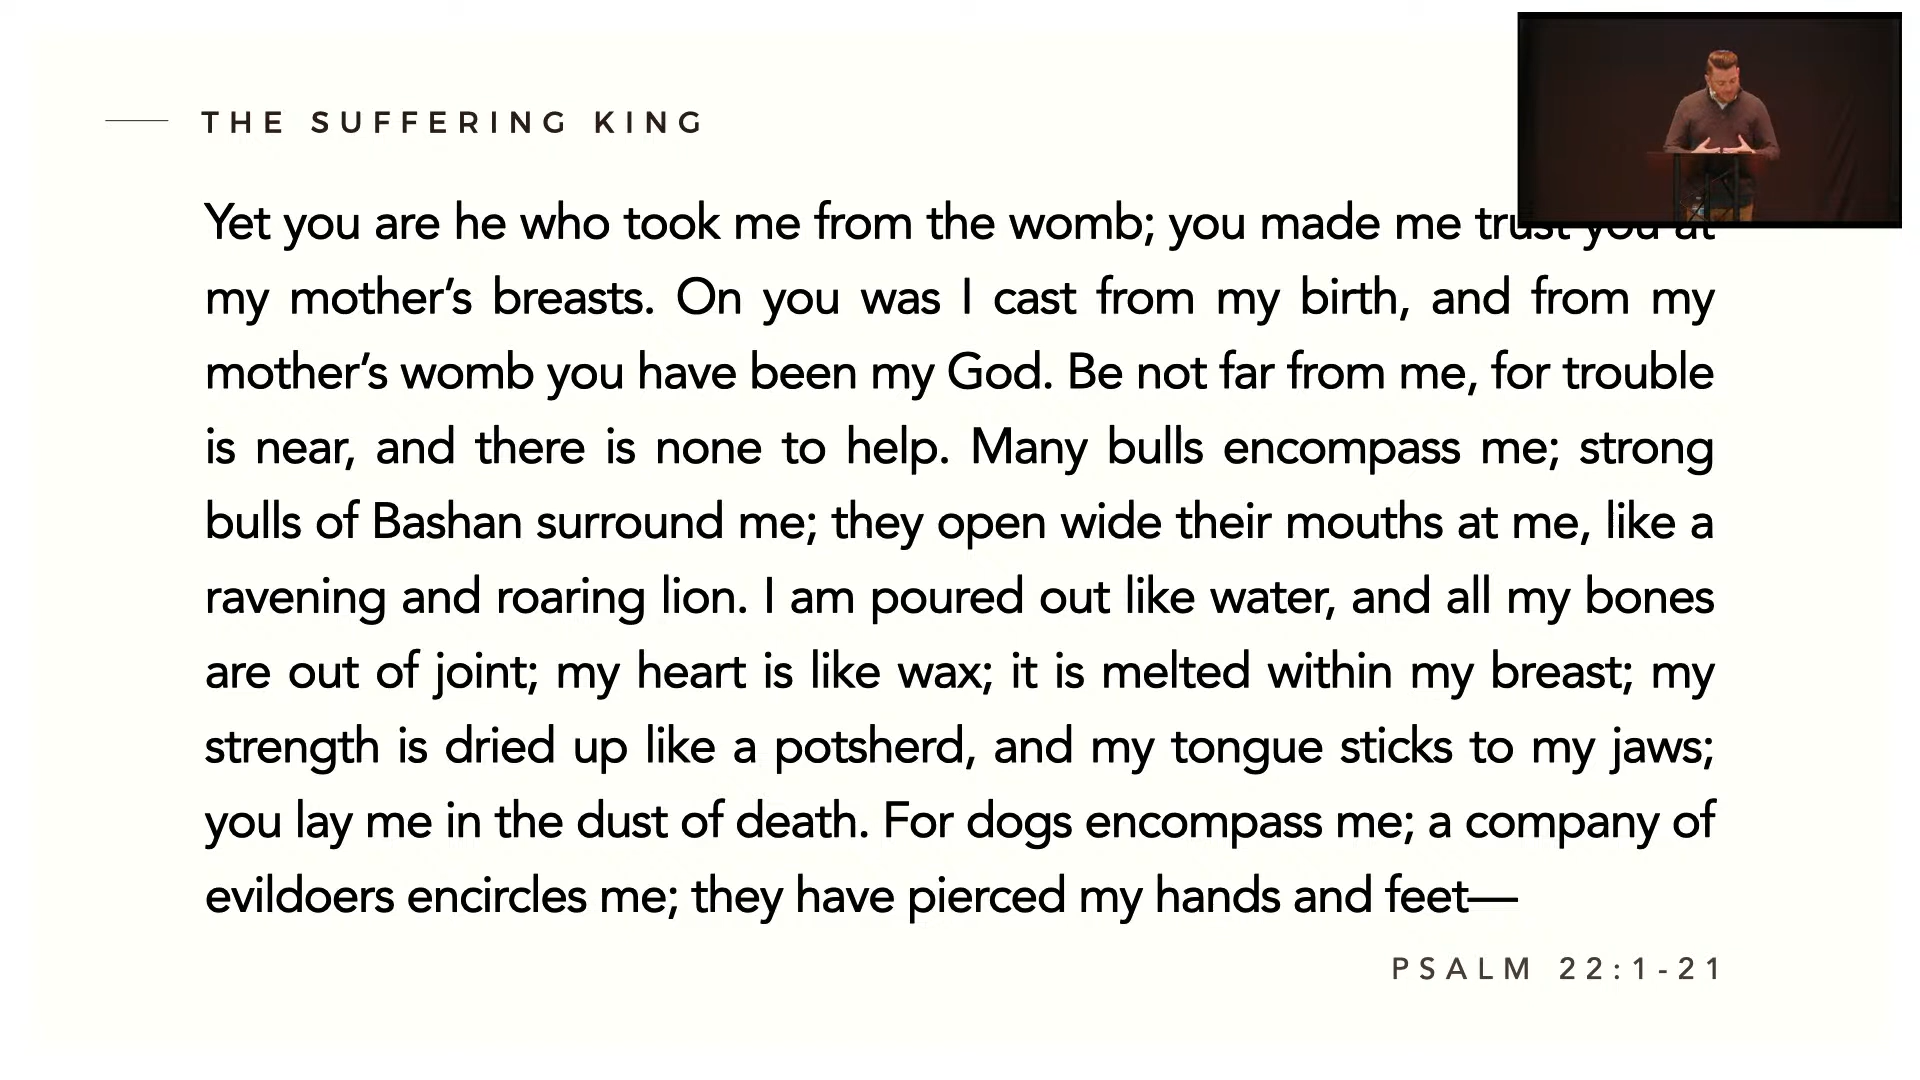 THE SUFFERING KING
Yet you are he who took me from the womb; you made me trust you at
my mother’s breasts. On you was I cast from my birth, and from my
mother’s womb you have been my God. Be not far from me, for trouble
is near, and there is none to help. Many bulls encompass me; strong
bulls of Bashan surround me; they open wide their mouths at me, like a
ravening and roaring lion. I am poured out like water, and all my bones
are out of joint; my heart is like wax; it is melted within my breast; my
strength is dried up like a potsherd, and my tongue sticks to my jaws;
you lay me in the dust of death. For dogs encompass me; a company of
evildoers encircles me; they have pierced my hands and feet—
PSALM 22:1-21